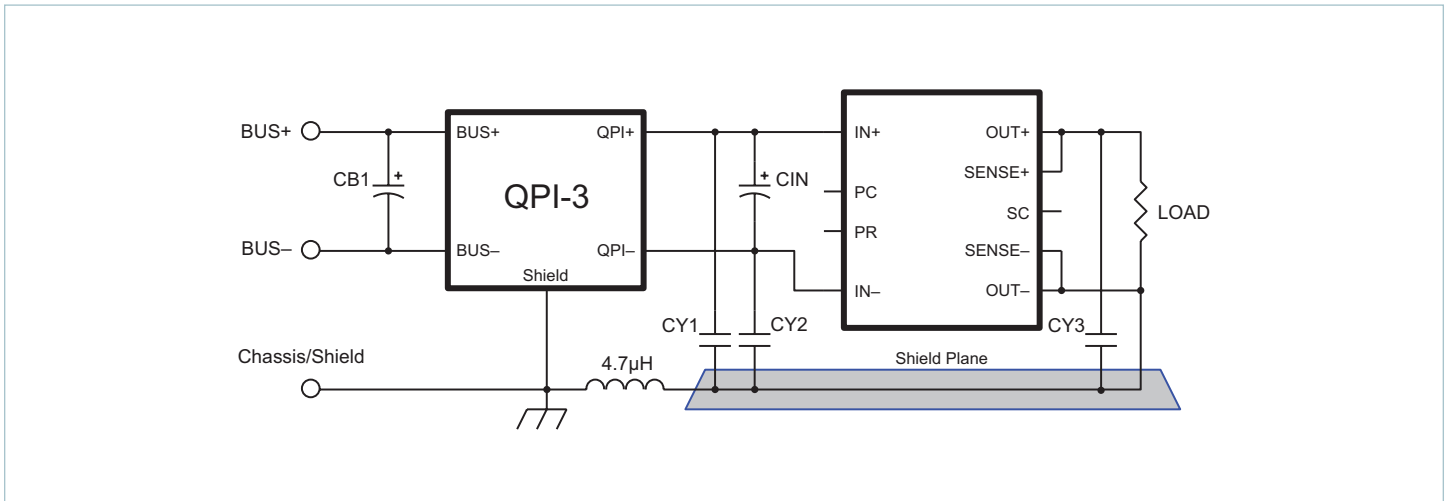 BUS+
CB1
+
BUS–
BUS+
QPI+
QPI-3
BUS–
QPI–
Shield
+
CIN
CY1
CY2
IN+
OUT+
SENSE+
PC
SC
PR
SENSE–
IN–
OUT–
LOAD
CY3
Chassis/Shield
4.7µH
Shield Plane